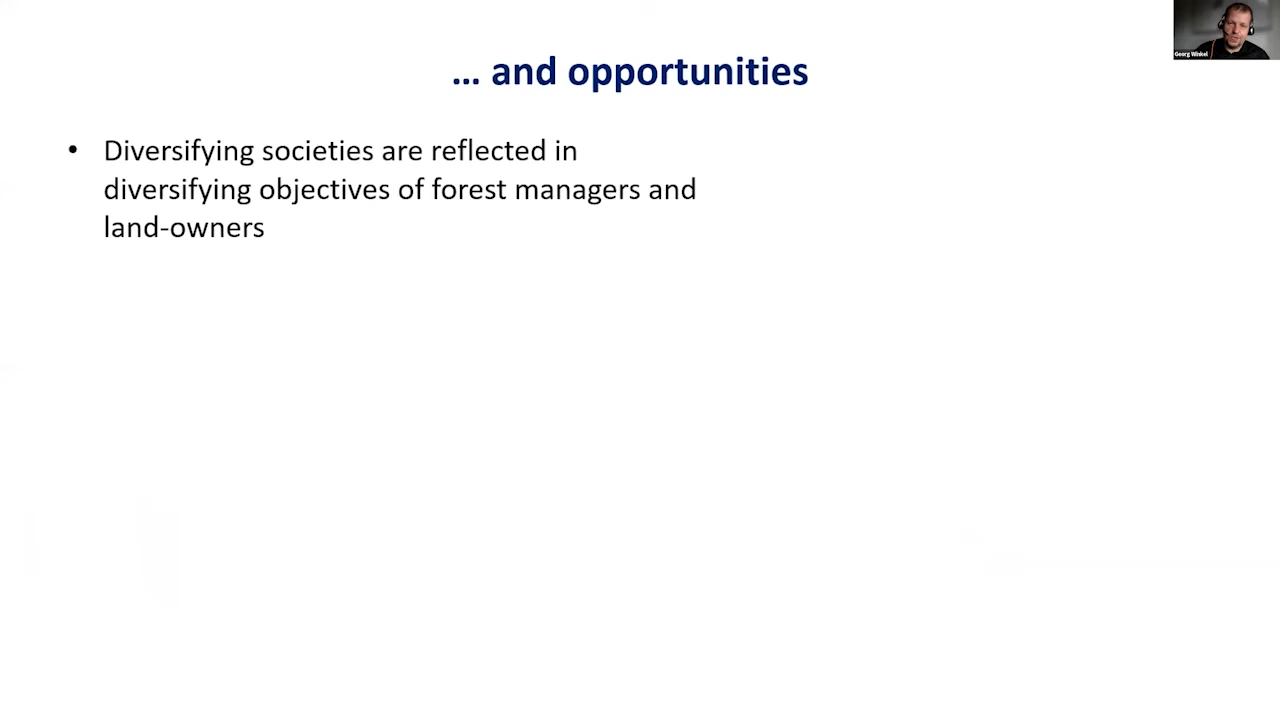 Georg Winkel
… and opportunities
• Diversifying societies are reflected in
diversifying objectives of forest managers and
land-owners